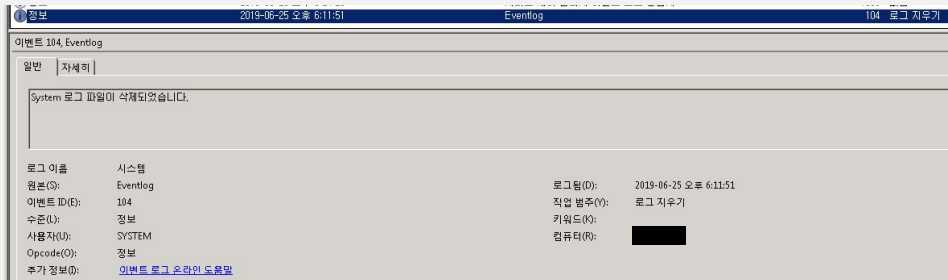 정보 2019-06-25 오후 6:11:51 Eventlog 104 로그 지우기
이벤트 104, Eventlog
일반 자세히
System 로그 파일이 삭제되었습니다.
로그 이름 시스템
원본(S): Eventlog 로그됨(D): 2019-06-25 오후 6:11:51
이벤트 ID(E): 104 작업 범주(Y): 로그 지우기
수준(L): 정보 키워드(K):
사용자(U): SYSTEM 컴퓨터(R):
Opcode(O): 정보
추가 정보(I): 이벤트 로그 온라인 도움말